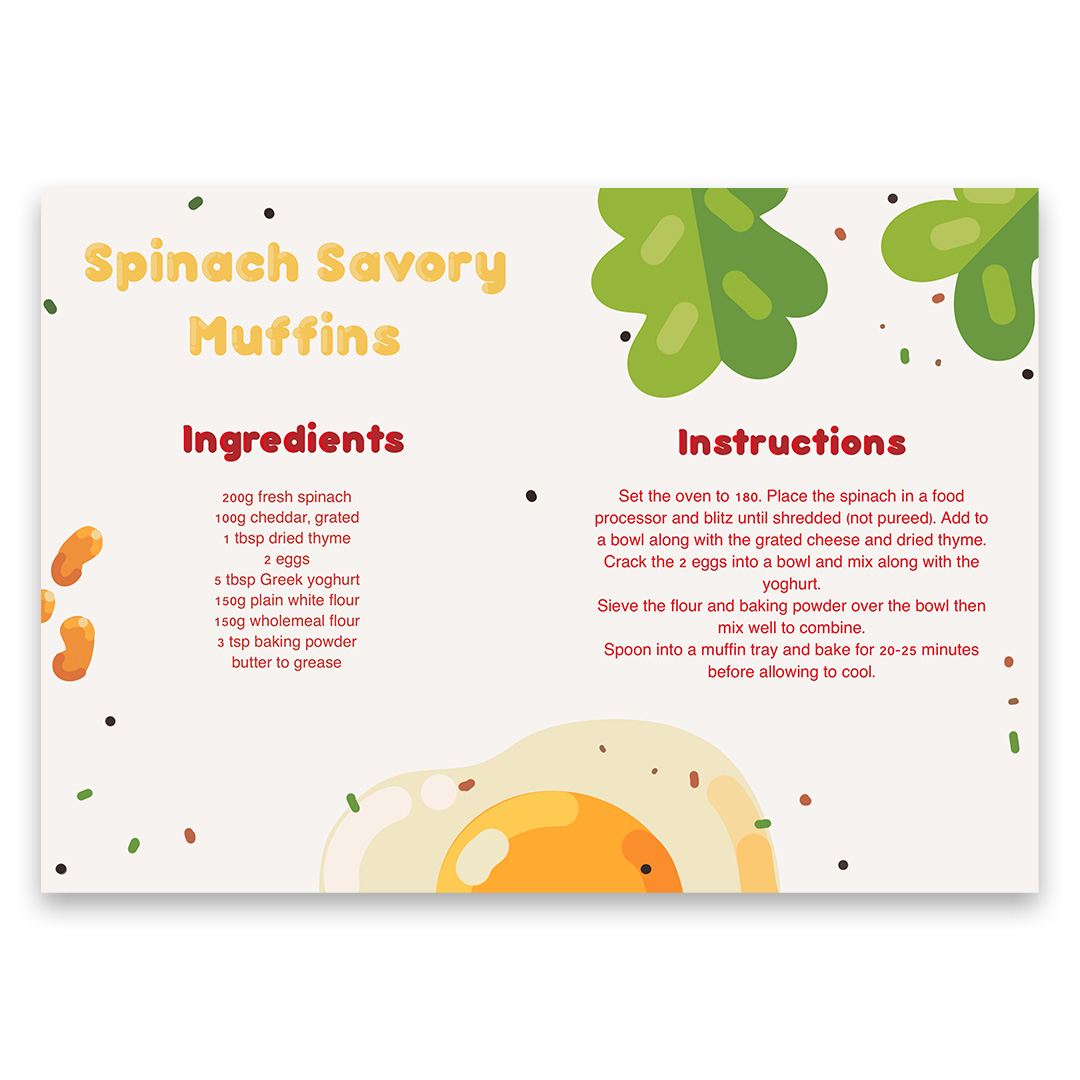 Spinach Savory
Muffins
Ingredients
200g fresh spinach
100g cheddar, grated
1 tbsp dried thyme
2 eggs
5 tbsp Greek yoghurt
150g plain white flour
150g wholemeal flour
3 tsp baking powder
butter to grease
Instructions
Set the oven to 180. Place the spinach in a food
processor and blitz until shredded (not pureed). Add to
a bowl along with the grated cheese and dried thyme.
Crack the 2 eggs into a bowl and mix along with the
yoghurt.
Sieve the flour and baking powder over the bowl then
mix well to combine.
Spoon into a muffin tray and bake for 20-25 minutes
before allowing to cool.